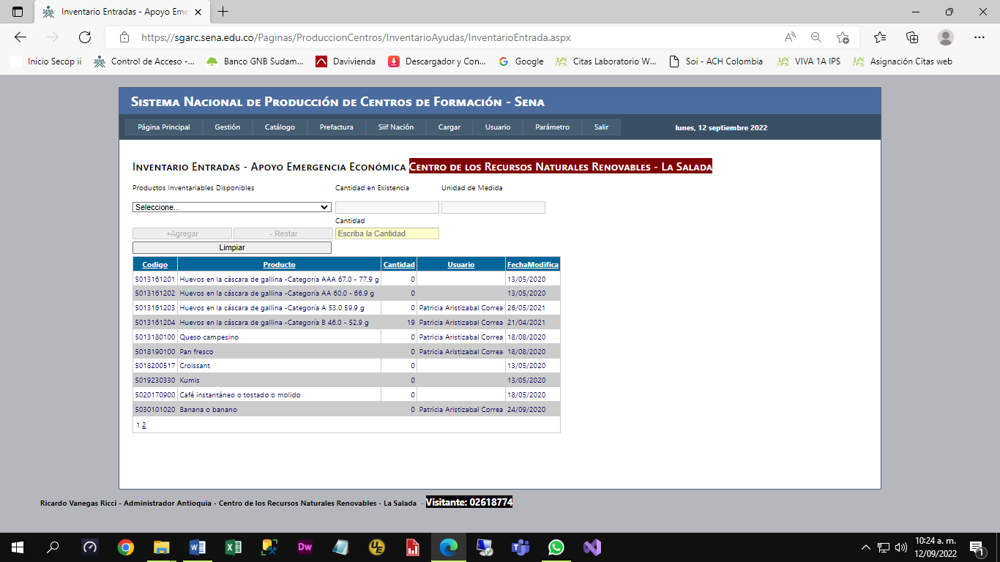 Inventario Entradas - Apoyo Eme
https://sgarc.sena.edu.co/Paginas/ProduccionCentros/InventarioAyudas/InventarioEntrada.aspx
Inicio Secop ii
Control de Acceso -...
Banco GNB Sudam...
Davivienda
Descargador y Con...
Google
Citas Laboratorio W...
Soi - ACH Colombia
VIVA 1A IPS
Asignación Citas web
Sistema Nacional de Producción de Centros de Formación - Sena
Página Principal Gestión Catálogo Prefactura Siif Nación Cargar Usuario Parámetro Salir lunes, 12 septiembre 2022
Inventario Entradas - Apoyo Emergencia Económica Centro de los Recursos Naturales Renovables - La Salada
Productos Inventariables Disponibles Cantidad en Existencia Unidad de Medida
Seleccione...
Cantidad
+Agregar - Restar Escriba la Cantidad
Limpiar
Codigo Producto Cantidad Usuario FechaModifica
5013161201 Huevos en la cáscara de gallina -Categoría AAA 67.0 - 77.9 g 0 13/05/2020
5013161202 Huevos en la cáscara de gallina -Categoría AA 60.0 - 66.9 g 0 13/05/2020
5013161203 Huevos en la cáscara de gallina -Categoría A 53.0 59.9 g 0 Patricia Aristizabal Correa 26/05/2021
5013161204 Huevos en la cáscara de gallina -Categoría B 46.0 - 52.9 g 19 Patricia Aristizabal Correa 21/04/2021
5013180100 Queso campesino 0 Patricia Aristizabal Correa 18/08/2020
5018190100 Pan fresco 0 Patricia Aristizabal Correa 18/08/2020
5018200517 Croissant 0 13/05/2020
5019230330 Kumis 0 13/05/2020
5020170900 Café instantáneo o tostado o molido 0 18/05/2020
5030101020 Banana o banano 0 Patricia Aristizabal Correa 24/09/2020
1 2
Ricardo Vanegas Ricci - Administrador Antioquia - Centro de los Recursos Naturales Renovables - La Salada - Visitante: 02618774
Dw
UE
10:24 a. m.
12/09/2022
1